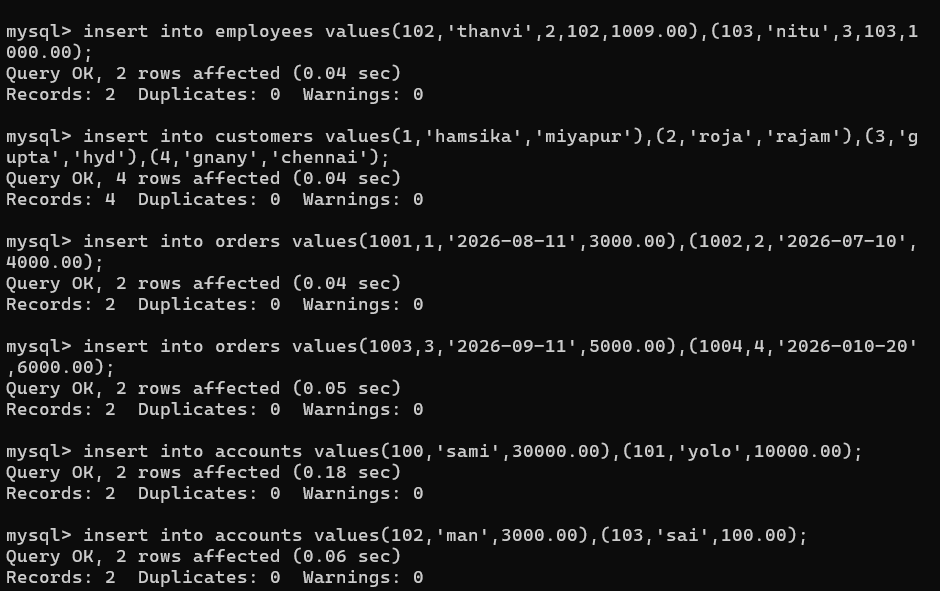 mysql> insert into employees values(102,'thanvi',2,102,1009.00),(103,'nitu',3,103,1
000.00);
Query OK, 2 rows affected (0.04 sec)
Records: 2  Duplicates: 0  Warnings: 0

mysql> insert into customers values(1,'hamsika','miyapur'),(2,'roja','rajam'),(3,'g
upta','hyd'),(4,'gnany','chennai');
Query OK, 4 rows affected (0.04 sec)
Records: 4  Duplicates: 0  Warnings: 0

mysql> insert into orders values(1001,1,'2026-08-11',3000.00),(1002,2,'2026-07-10',
4000.00);
Query OK, 2 rows affected (0.04 sec)
Records: 2  Duplicates: 0  Warnings: 0

mysql> insert into orders values(1003,3,'2026-09-11',5000.00),(1004,4,'2026-010-20'
,6000.00);
Query OK, 2 rows affected (0.05 sec)
Records: 2  Duplicates: 0  Warnings: 0

mysql> insert into accounts values(100,'sami',30000.00),(101,'yolo',10000.00);
Query OK, 2 rows affected (0.18 sec)
Records: 2  Duplicates: 0  Warnings: 0

mysql> insert into accounts values(102,'man',3000.00),(103,'sai',100.00);
Query OK, 2 rows affected (0.06 sec)
Records: 2  Duplicates: 0  Warnings: 0